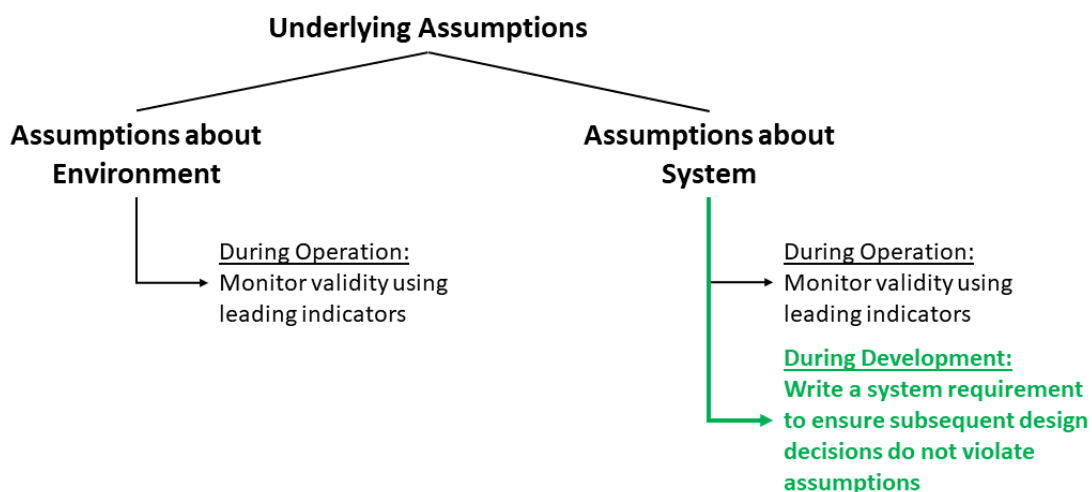 Underlying Assumptions
Assumptions about
Environment
During Operation:
Monitor validity using
leading indicators
Assumptions about
System
During Operation:
Monitor validity using
leading indicators
During Development:
Write a system requirement
to ensure subsequent design
decisions do not violate
assumptions